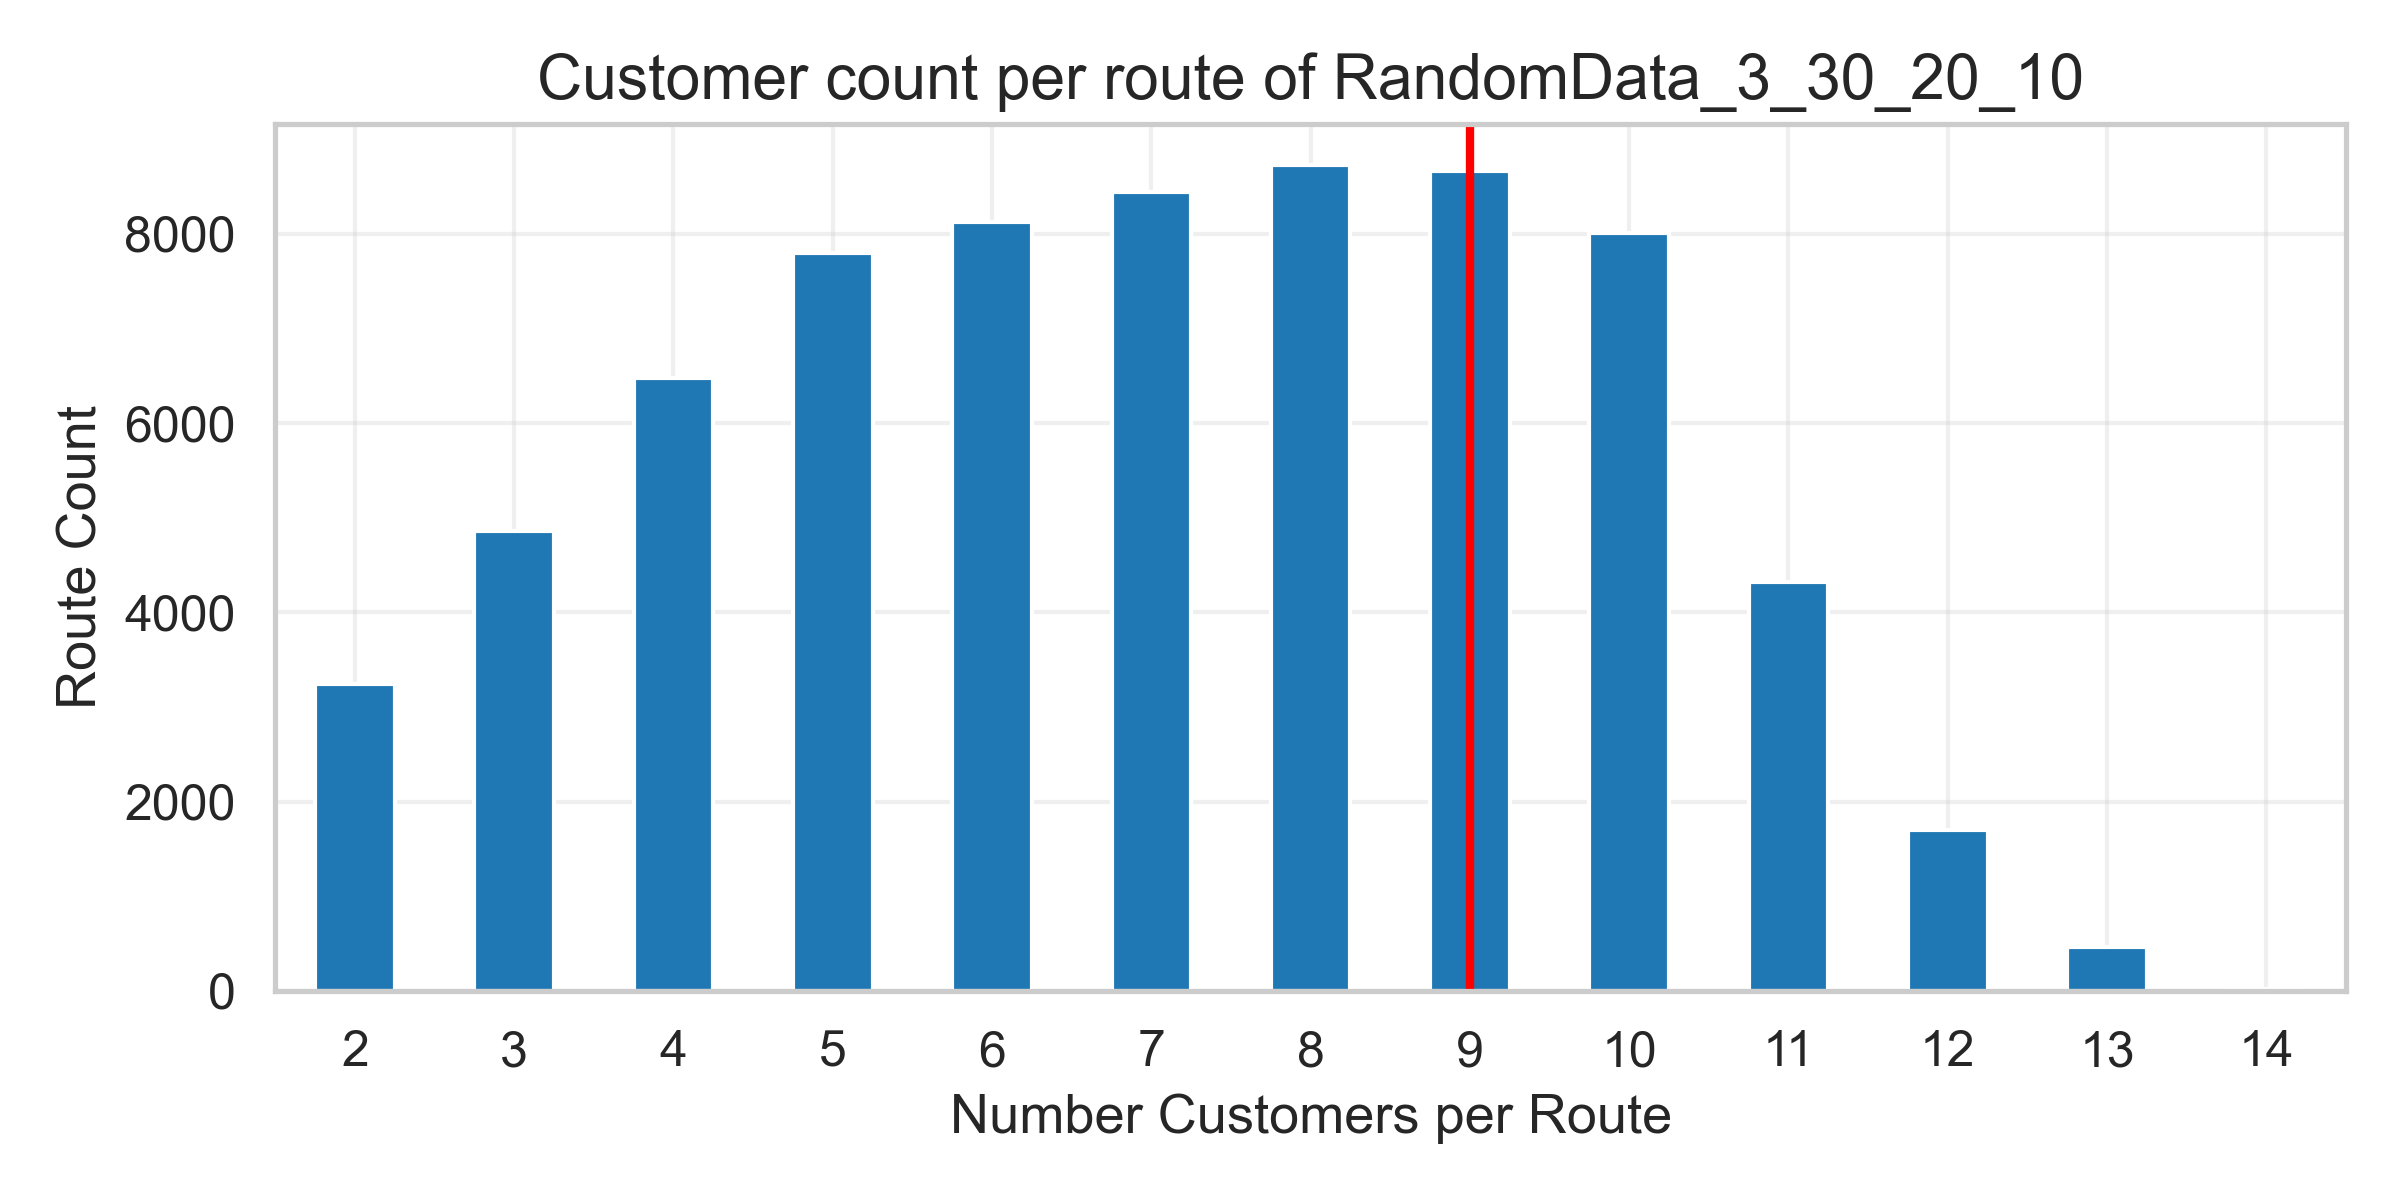 Customer count per route of RandomData_3_30_20_10
Route Count
8000
6000
4000
2000
0
2 3 4 5 6 7 8 9 10 11 12 13 14
Number Customers per Route